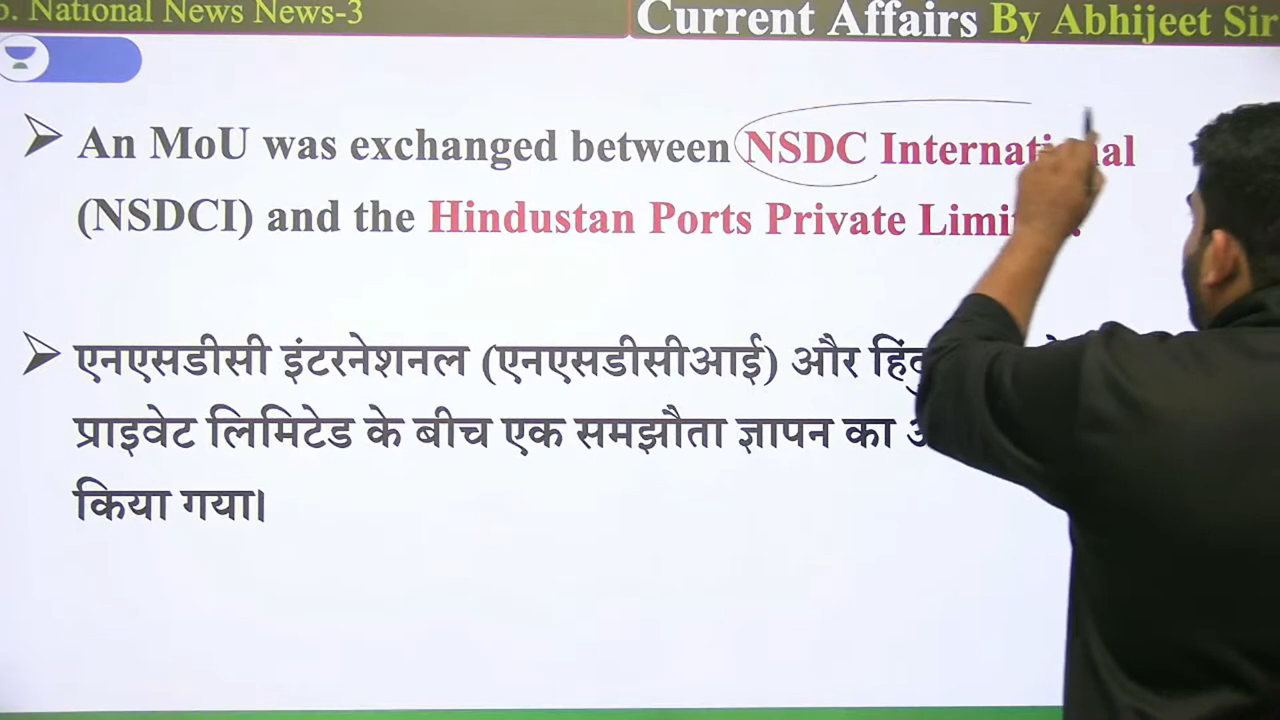 . National News News-3
Current Affairs By Abhijeet Sir
An MoU was exchanged between NSDC International
(NSDCI) and the Hindustan Ports Private
एनएसडीसी इंटरनेशनल (एनएसडीसीआई) और
प्राइवेट लिमिटेड के बीच एक समझौता ज्ञापन का
किया गया।